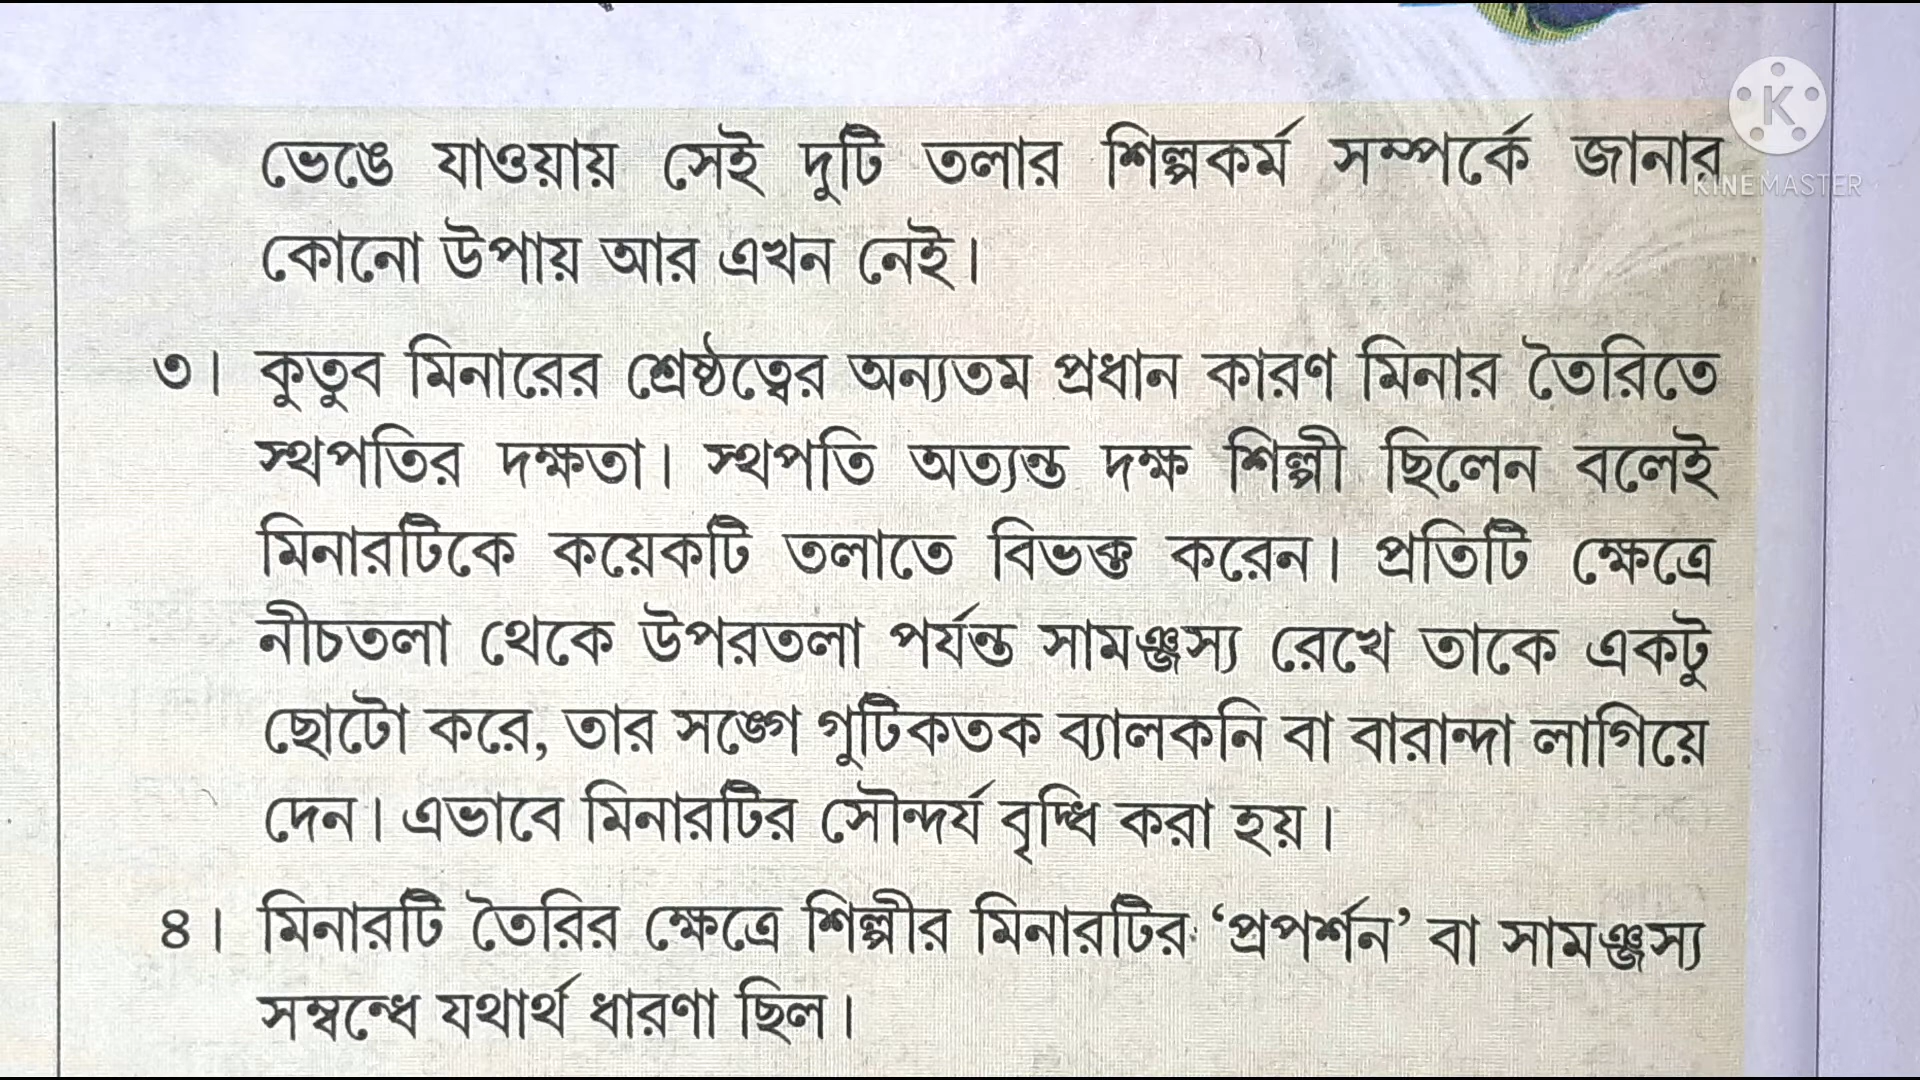 ভেঙে যাওয়ায় সেই দুটি তলার শিল্পকর্ম সম্পর্কে জানার
KINEMASTER
কোনো উপায় আর এখন নেই।
৩। কুতুব মিনারের শ্রেষ্ঠত্বের অন্যতম প্রধান কারণ মিনার তৈরিতে
স্থপতির দক্ষতা। স্থপতি অত্যন্ত দক্ষ শিল্পী ছিলেন বলেই
মিনারটিকে কয়েকটি তলাতে বিভক্ত করেন। প্রতিটি ক্ষেত্রে
নীচতলা থেকে উপরতলা পর্যন্ত সামঞ্জস্য রেখে তাকে একটু
ছোটো করে, তার সঙ্গে গুটিকতক ব্যালকনি বা বারান্দা লাগিয়ে
দেন। এভাবে মিনারটির সৌন্দর্য বৃদ্ধি করা হয়।
৪। মিনারটি তৈরির ক্ষেত্রে শিল্পীর মিনারটির ‘প্রপর্শন’ বা সামঞ্জস্য
সম্বন্ধে যথার্থ ধারণা ছিল।